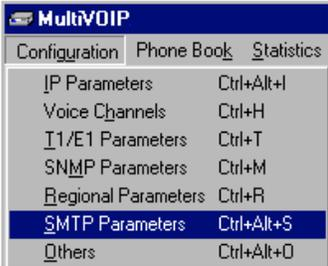 MultiVOIP
Configuration Phone Book Statistics
IP Parameters Ctrl+Alt+I
Voice Channels Ctrl+H
T1/E1 Parameters Ctrl+T
SNMP Parameters Ctrl+M
Regional Parameters Ctrl+R
SMTP Parameters Ctrl+Alt+S
Others Ctrl+Alt+O